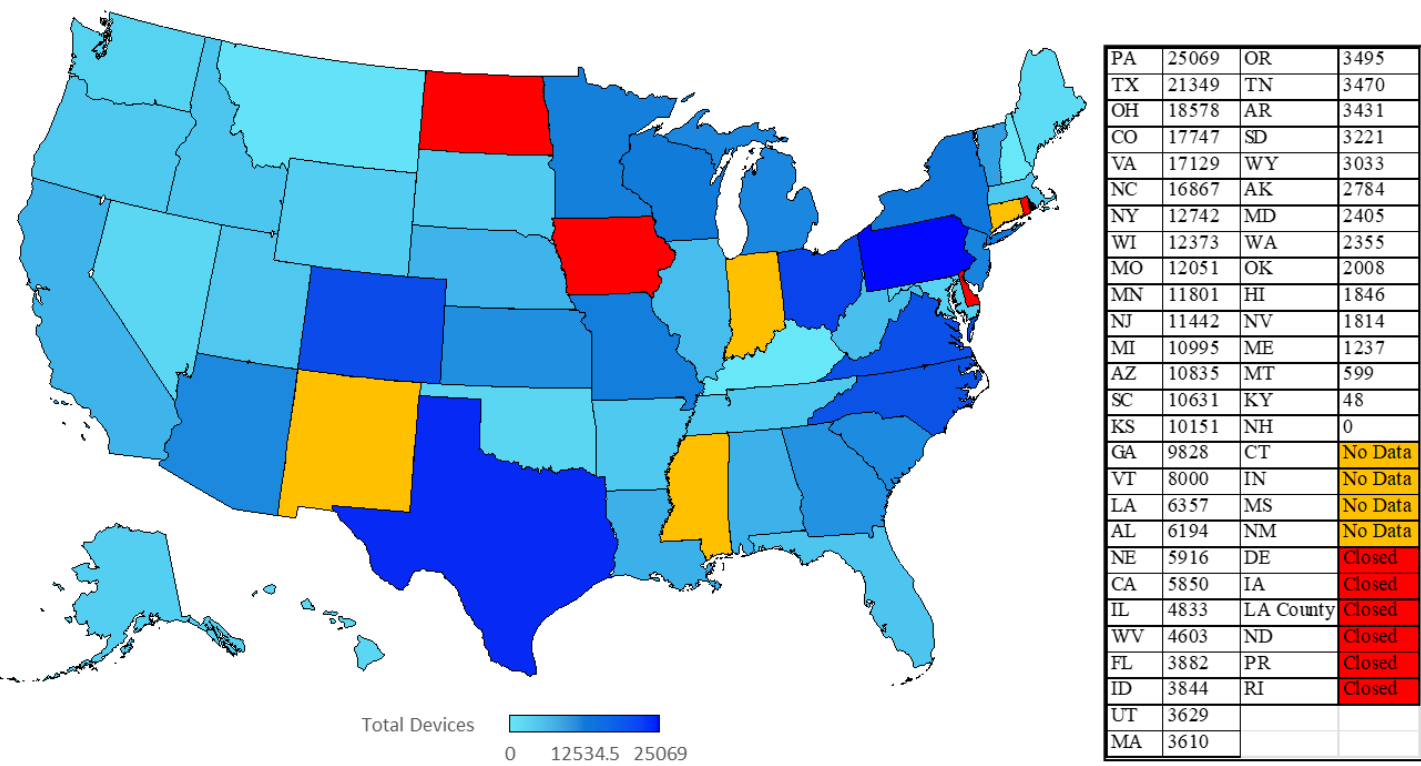 PA 25069 OR 3495
TX 21349 TN 3470
OH 18578 AR 3431
CO 17747 SD 3221
VA 17129 WY 3033
NC 16867 AK 2784
NY 12742 MD 2405
WI 12373 WA 2355
MO 12051 OK 2008
MN 11801 HI 1846
NJ 11442 NV 1814
MI 10995 ME 1237
AZ 10835 MT 599
SC 10631 KY 48
KS 10151 NH 0
GA 9828 CT No Data
VT 8000 IN No Data
LA 6357 MS No Data
AL 6194 NM No Data
NE 5916 DE Closed
CA 5850 IA Closed
IL 4833 LA County Closed
WV 4603 ND Closed
FL 3882 PR Closed
ID 3844 RI Closed
UT 3629
MA 3610
Total Devices
0 12534.5 25069